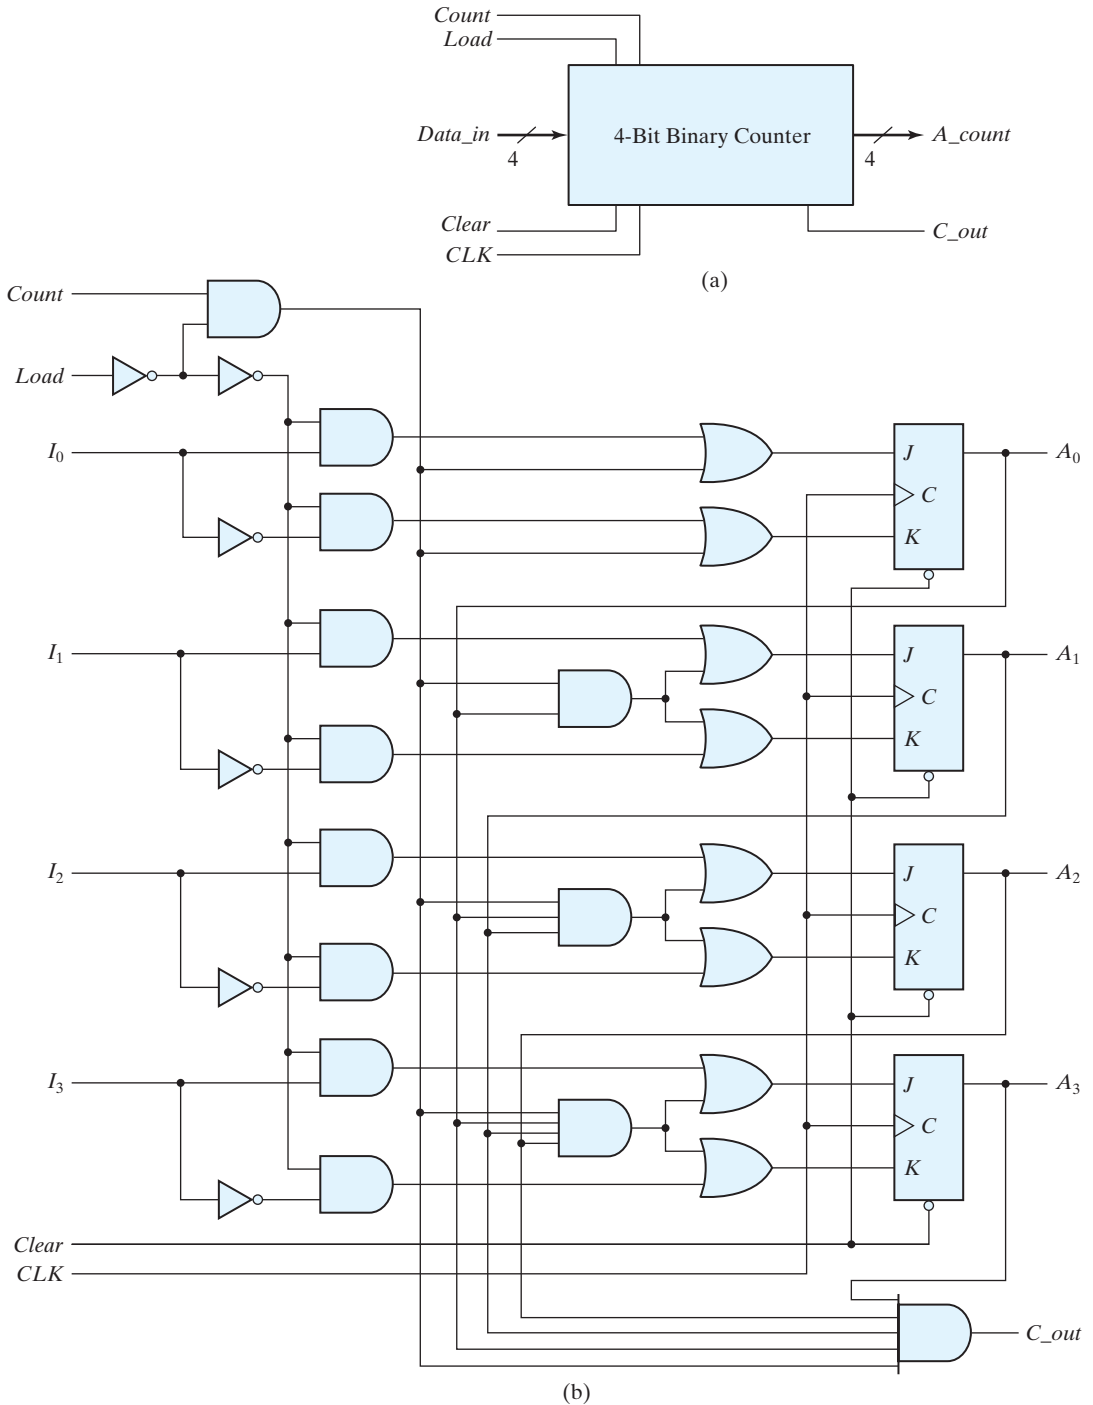 Count
Load
Data_in
4
4-Bit Binary Counter
4
A_count
Clear
C_out
CLK
(a)
Count
Load
I0
J
A0
C
K
I1
J
A1
C
K
I2
J
A2
C
K
I3
J
A3
C
K
Clear
CLK
C_out
(b)